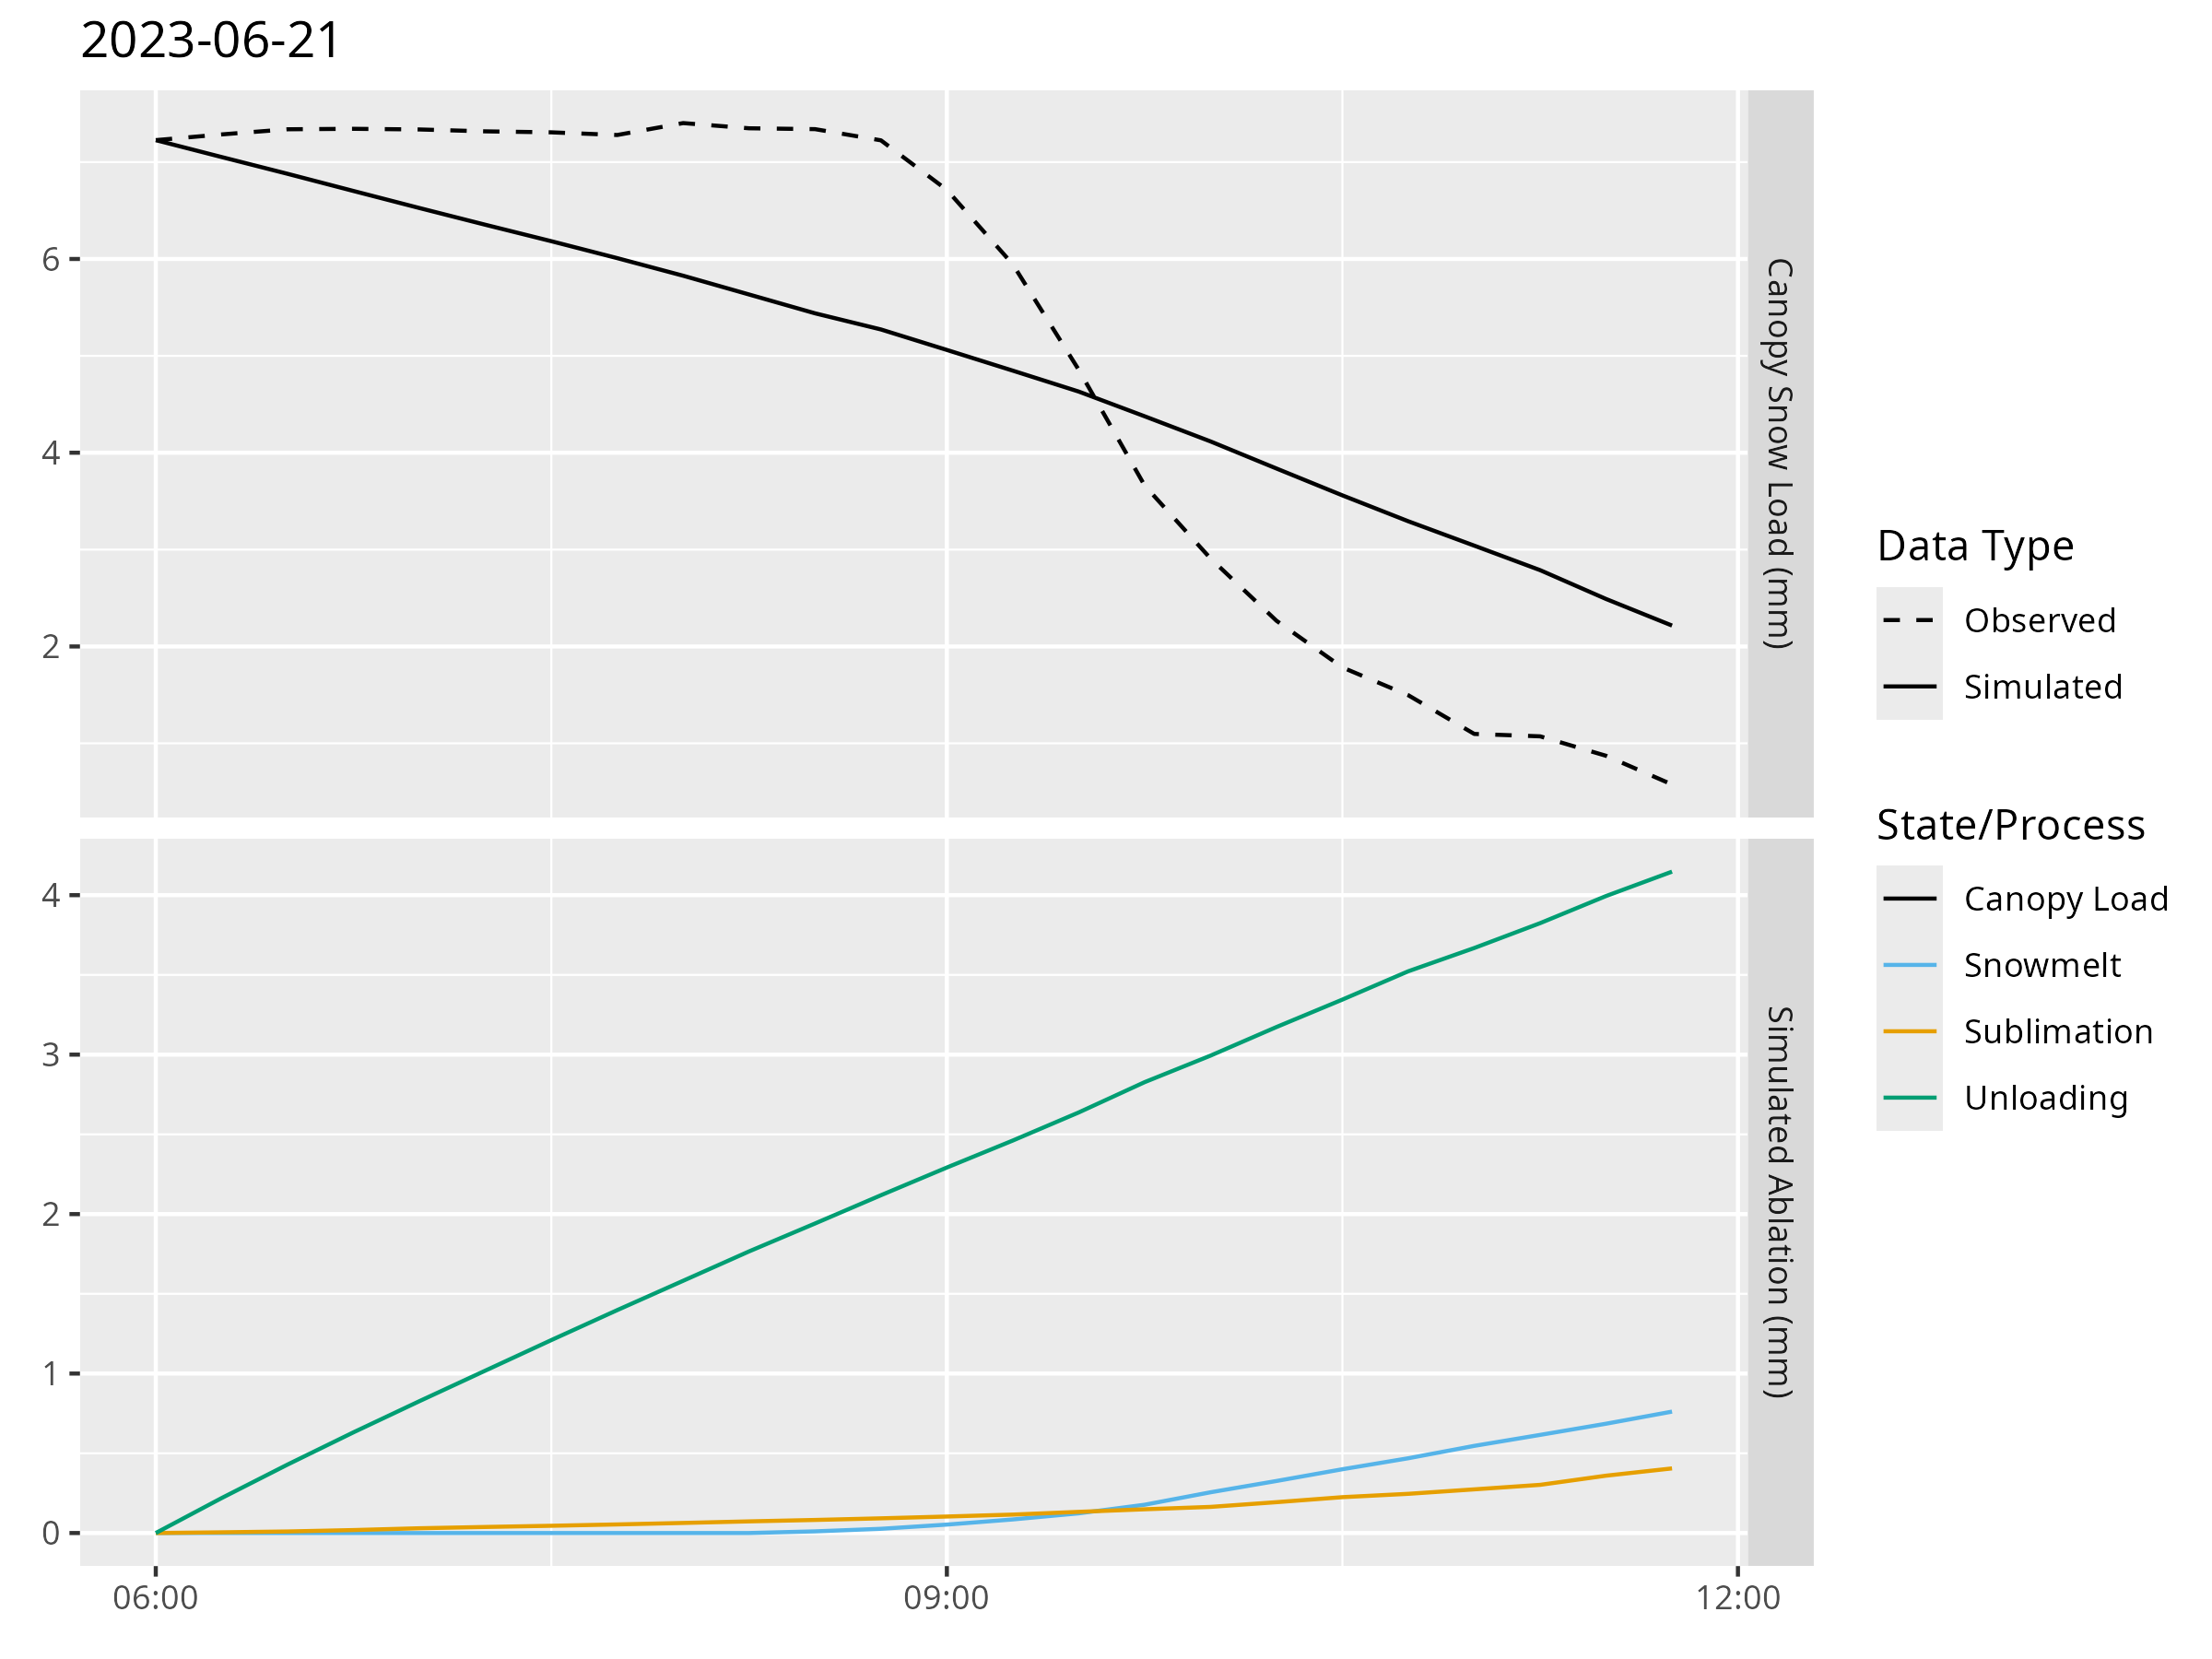 2023-06-21
6
4
2
Canopy Snow Load (mm)
4
3
2
1
0
Simulated Ablation (mm)
06:00 09:00 12:00
Data Type
Observed
Simulated
State/Process
Canopy Load
Snowmelt
Sublimation
Unloading